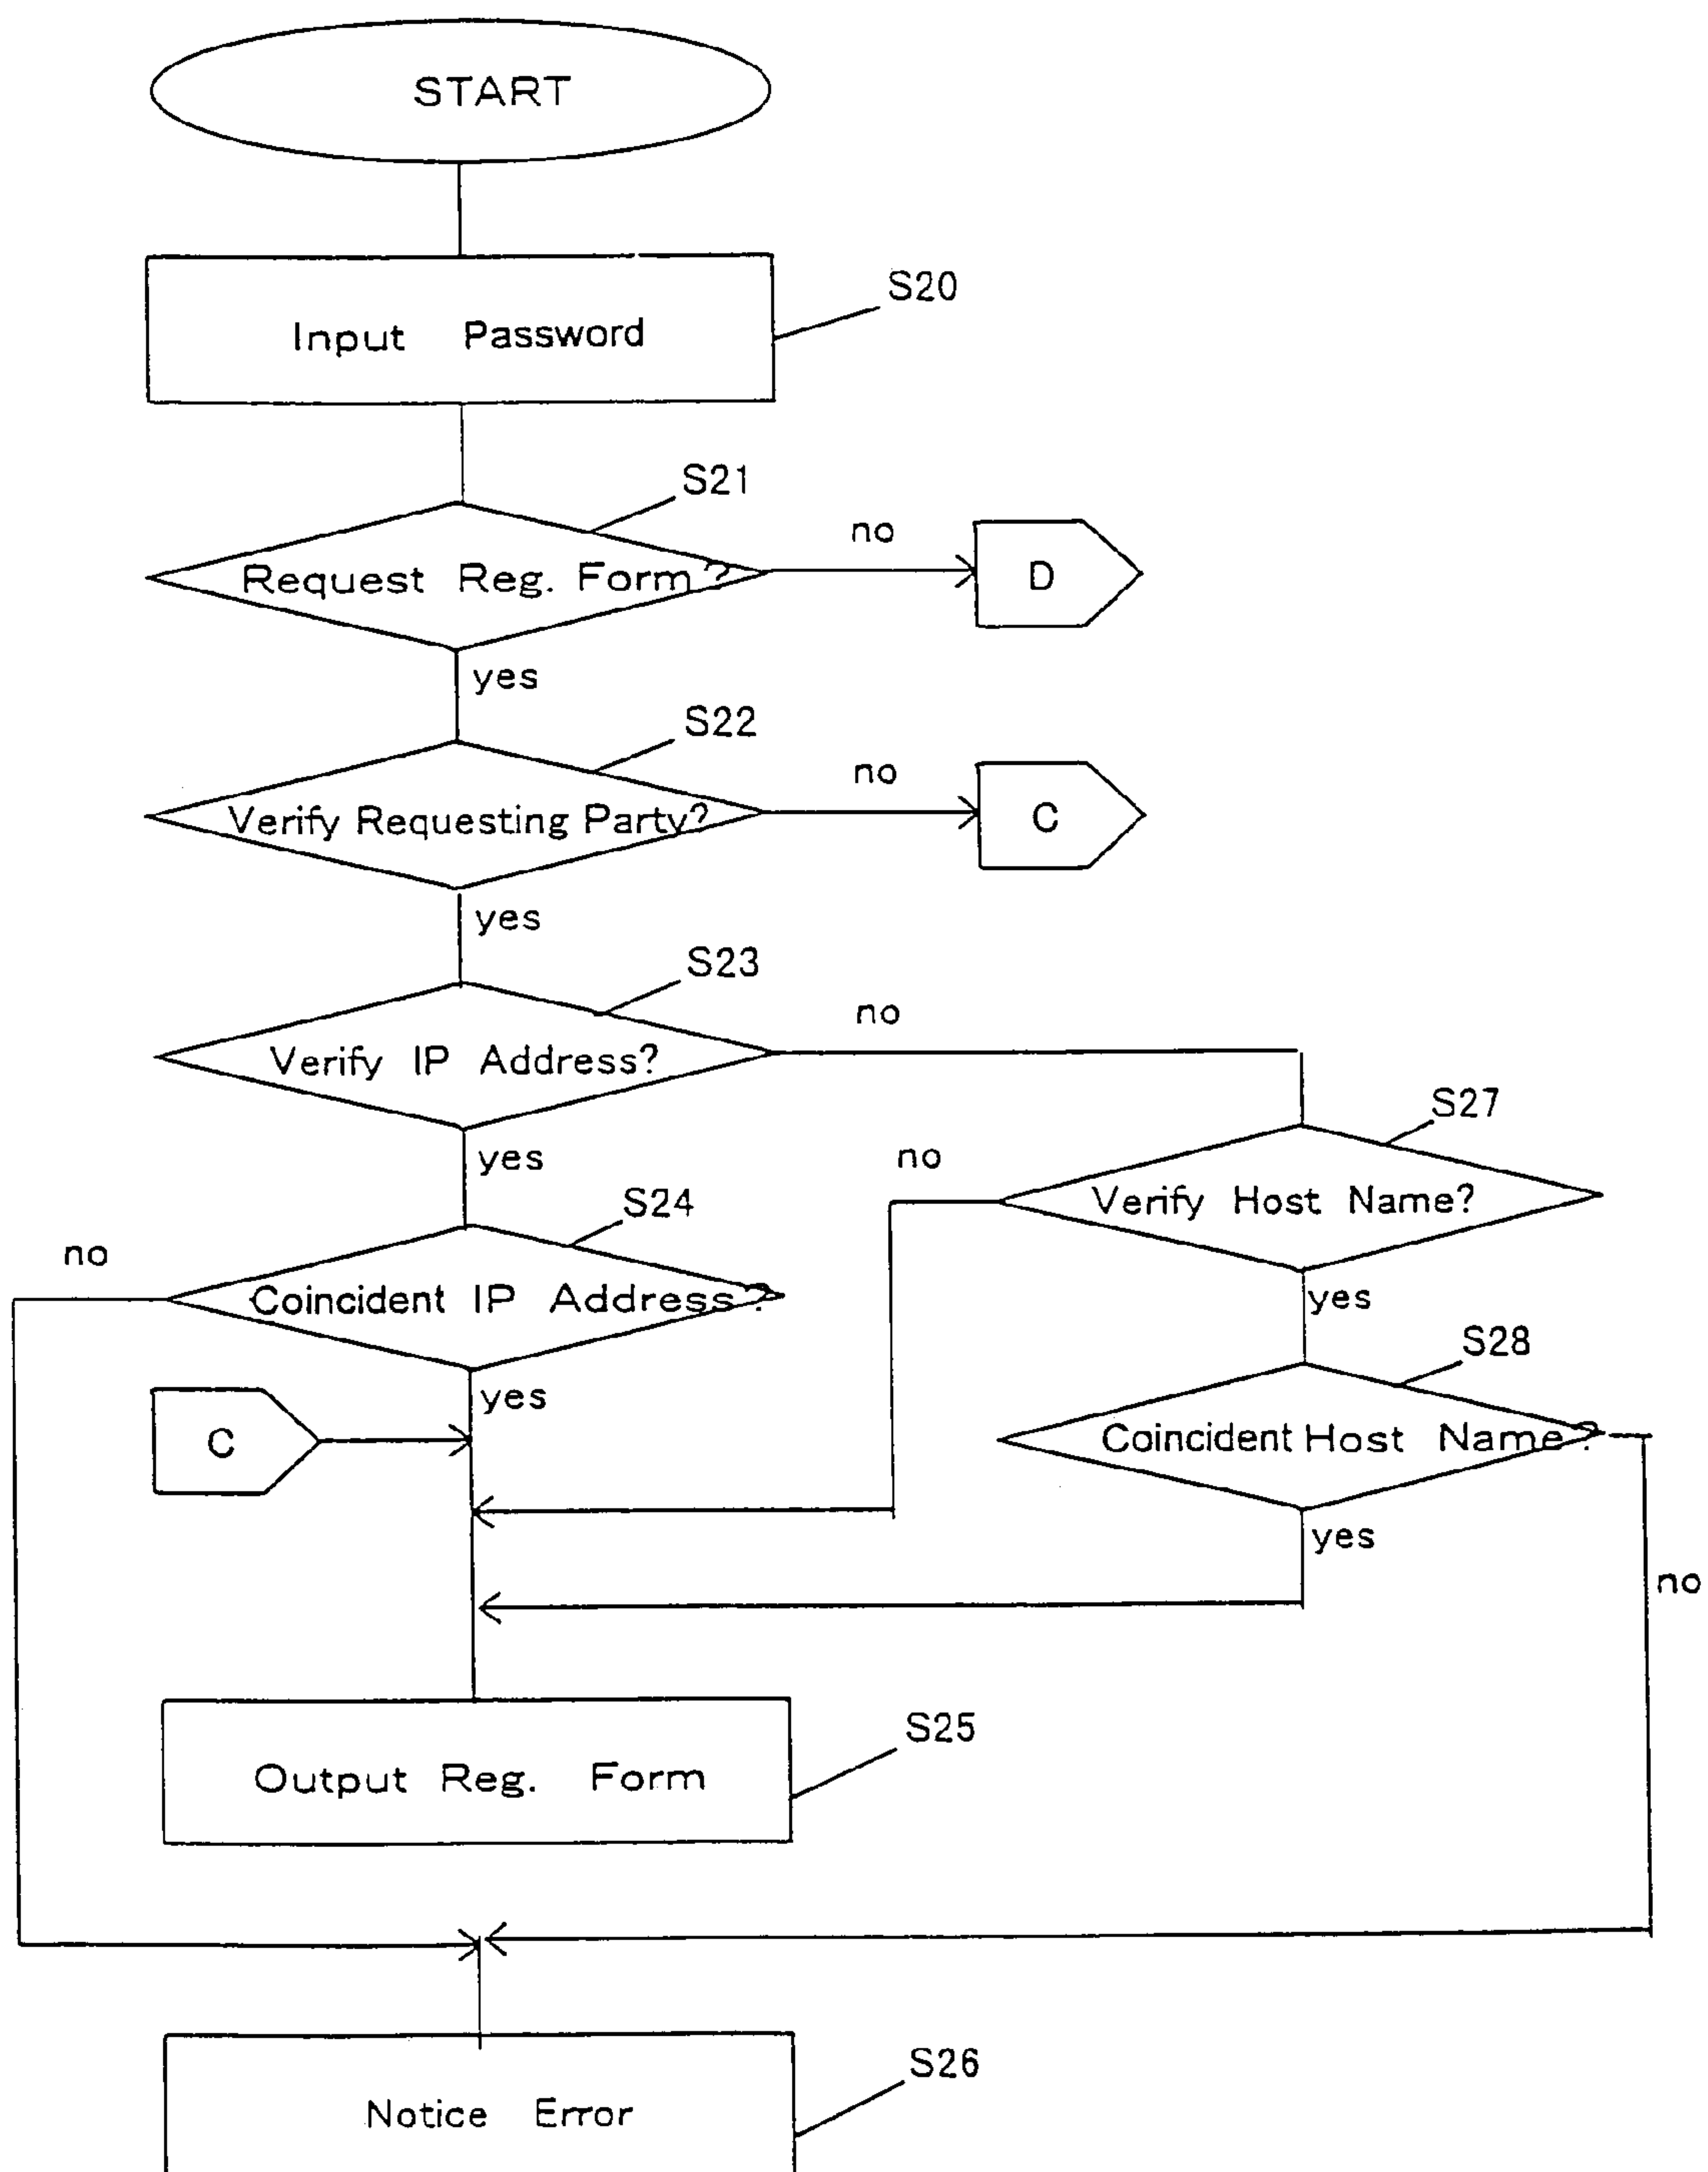 START
Input Password
S20
S21
Request Reg. Form?
no
D
yes
S22
Verify Requesting Party?
no
C
yes
S23
Verify IP Address?
no
yes
S27
Verify Host Name?
no
yes
S24
Coincident IP Address?
no
yes
S28
Coincident Host Name?
yes
no
C
S25
Output Reg. Form
S26
Notice Error